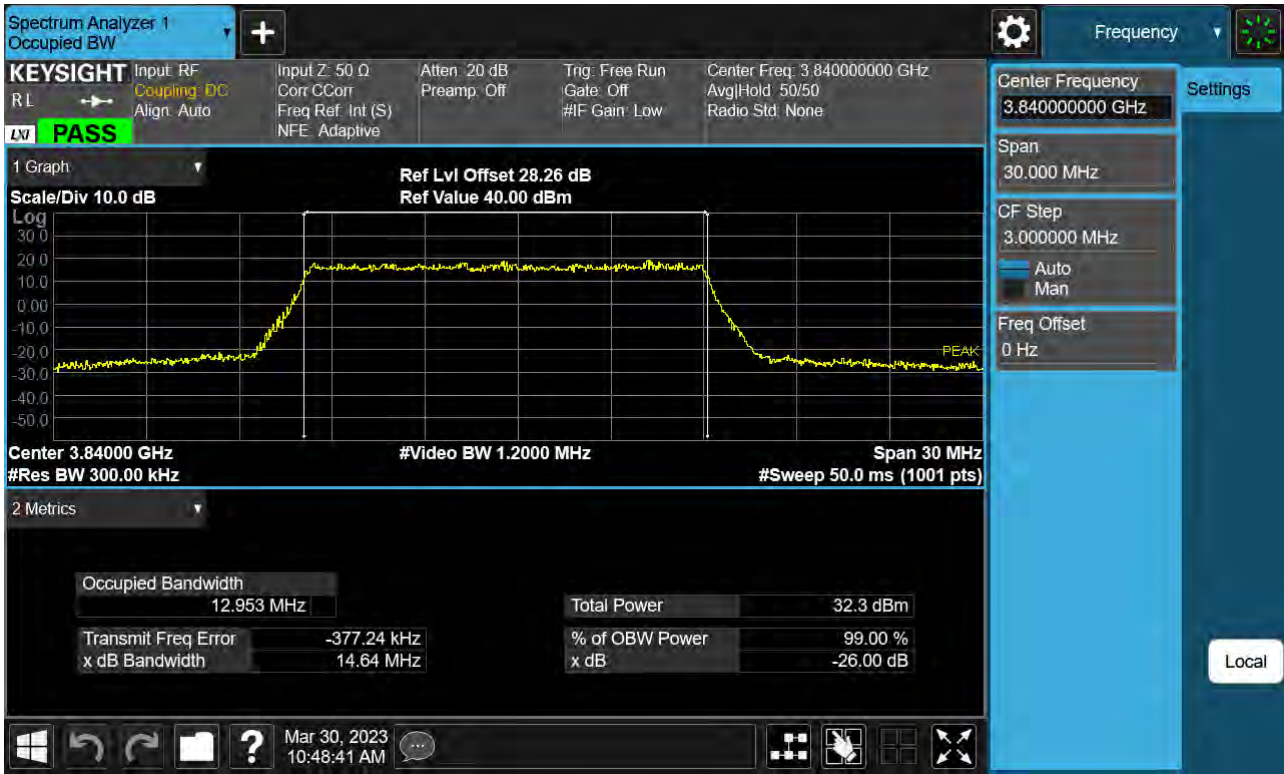 Spectrum Analyzer 1
Occupied BW
+
Frequency
KEYSIGHT
RL
LXI
PASS
Input: RF
Coupling: DC
Align: Auto
Input Z: 50 Ω
Corr CCorr
Freq Ref: Int (S)
NFE: Adaptive
Atten: 20 dB
Preamp: Off
Trig: Free Run
Gate: Off
#IF Gain: Low
Center Freq: 3.840000000 GHz
Avg|Hold: 50/50
Radio Std: None
1 Graph
Scale/Div 10.0 dB
Ref Lvl Offset 28.26 dB
Ref Value 40.00 dBm
Log
30.0
20.0
10.0
0.00
-10.0
-20.0
-30.0
-40.0
-50.0
PEAK
Center 3.84000 GHz
#Video BW 1.2000 MHz
Span 30 MHz
#Res BW 300.00 kHz
#Sweep 50.0 ms (1001 pts)
2 Metrics
Occupied Bandwidth
12.953 MHz
Total Power 32.3 dBm
Transmit Freq Error -377.24 kHz
% of OBW Power 99.00 %
x dB Bandwidth 14.64 MHz
x dB -26.00 dB
Center Frequency
3.840000000 GHz
Settings
Span
30.000 MHz
CF Step
3.000000 MHz
Auto
Man
Freq Offset
0 Hz
Local
?
Mar 30, 2023
10:48:41 AM